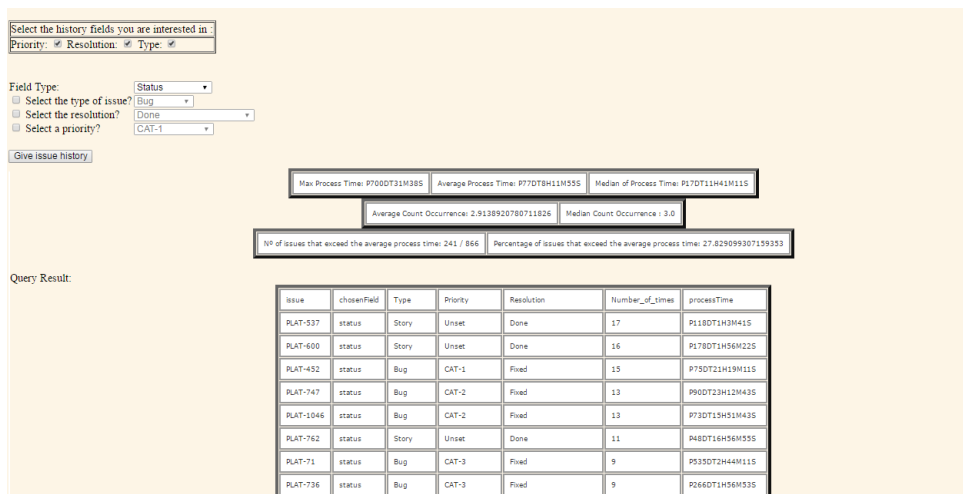 Select the history fields you are interested in :
Priority: Resolution: Type:
Field Type: Status
Select the type of issue? Bug
Select the resolution? Done
Select a priority? CAT-1
Give issue history
Max Process Time: P700DT31M38S Average Process Time: P77DT8H11M55S Median of Process Time: P17DT11H41M11S
Average Count Occurrence: 2.9138920780711826 Median Count Occurrence : 3.0
Nº of issues that exceed the average process time: 241 / 866 Percentage of issues that exceed the average process time: 27.829099307159353
Query Result:
issue chosenField Type Priority Resolution Number_of_times processTime
PLAT-537 status Story Unset Done 17 P118DT1H3M41S
PLAT-600 status Story Unset Done 16 P178DT1H56M22S
PLAT-452 status Bug CAT-1 Fixed 15 P75DT21H19M11S
PLAT-747 status Bug CAT-2 Fixed 13 P90DT23H12M43S
PLAT-1046 status Bug CAT-2 Fixed 13 P73DT15H51M43S
PLAT-762 status Story Unset Done 11 P48DT16H56M55S
PLAT-71 status Bug CAT-3 Fixed 9 P535DT2H44M11S
PLAT-736 status Bug CAT-3 Fixed 9 P266DT1H56M53S